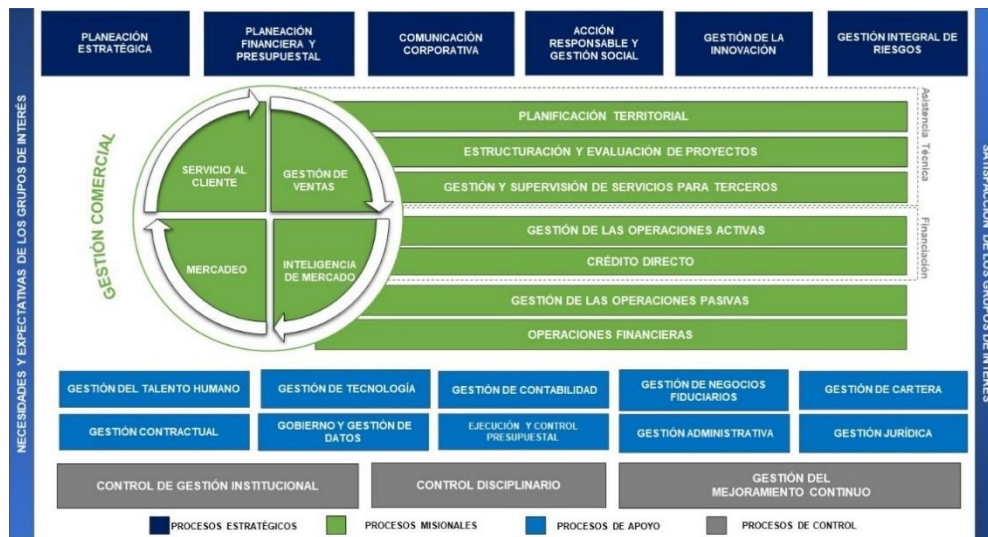 PLANEACIÓN
ESTRATÉGICA
PLANEACIÓN
FINANCIERA Y
PRESUPUESTAL
COMUNICACIÓN
CORPORATIVA
ACCIÓN
RESPONSABLE Y
GESTIÓN SOCIAL
GESTIÓN DE LA
INNOVACIÓN
GESTIÓN INTEGRAL DE
RIESGOS
NECESIDADES Y EXPECTATIVAS DE LOS GRUPOS DE INTERÉS
GESTIÓN COMERCIAL
SERVICIO AL
CLIENTE
GESTIÓN DE
VENTAS
MERCADEO
INTELIGENCIA
DE MERCADO
PLANIFICACIÓN TERRITORIAL
ESTRUCTURACIÓN Y EVALUACIÓN DE PROYECTOS
GESTIÓN Y SUPERVISIÓN DE SERVICIOS PARA TERCEROS
Asistencia Técnica
GESTIÓN DE LAS OPERACIONES ACTIVAS
CRÉDITO DIRECTO
Financiación
GESTIÓN DE LAS OPERACIONES PASIVAS
OPERACIONES FINANCIERAS
SATISFACCIÓN DE LOS GRUPOS DE INTERÉS
GESTIÓN DEL TALENTO HUMANO
GESTIÓN DE TECNOLOGÍA
GESTIÓN DE CONTABILIDAD
GESTIÓN DE NEGOCIOS
FIDUCIARIOS
GESTIÓN DE CARTERA
GESTIÓN CONTRACTUAL
GOBIERNO Y GESTIÓN DE
DATOS
EJECUCIÓN Y CONTROL
PRESUPUESTAL
GESTIÓN ADMINISTRATIVA
GESTIÓN JURÍDICA
CONTROL DE GESTIÓN INSTITUCIONAL
CONTROL DISCIPLINARIO
GESTIÓN DEL
MEJORAMIENTO CONTINUO
PROCESOS ESTRATÉGICOS
PROCESOS MISIONALES
PROCESOS DE APOYO
PROCESOS DE CONTROL